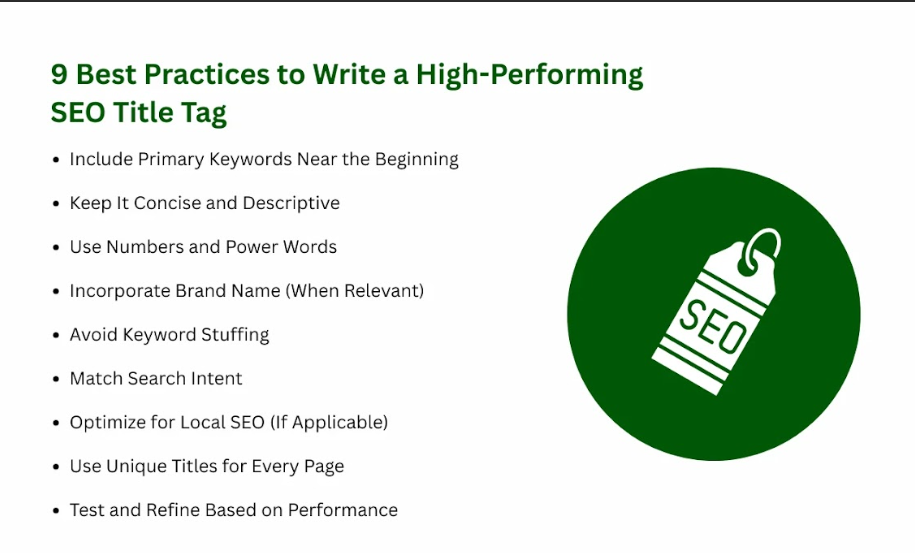 9 Best Practices to Write a High-Performing
SEO Title Tag
• Include Primary Keywords Near the Beginning
• Keep It Concise and Descriptive
• Use Numbers and Power Words
• Incorporate Brand Name (When Relevant)
• Avoid Keyword Stuffing
• Match Search Intent
• Optimize for Local SEO (If Applicable)
• Use Unique Titles for Every Page
• Test and Refine Based on Performance
SEO